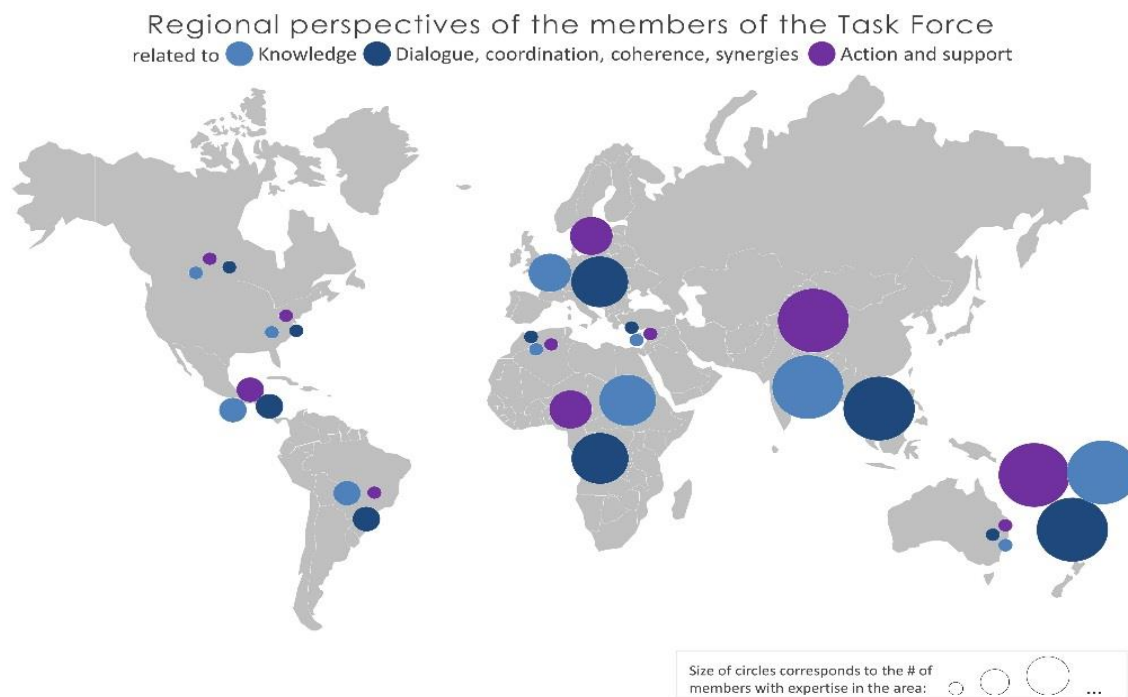 Regional perspectives of the members of the Task Force
related to Knowledge Dialogue, coordination, coherence, synergies Action and support
Size of circles corresponds to the # of
members with expertise in the area: ...